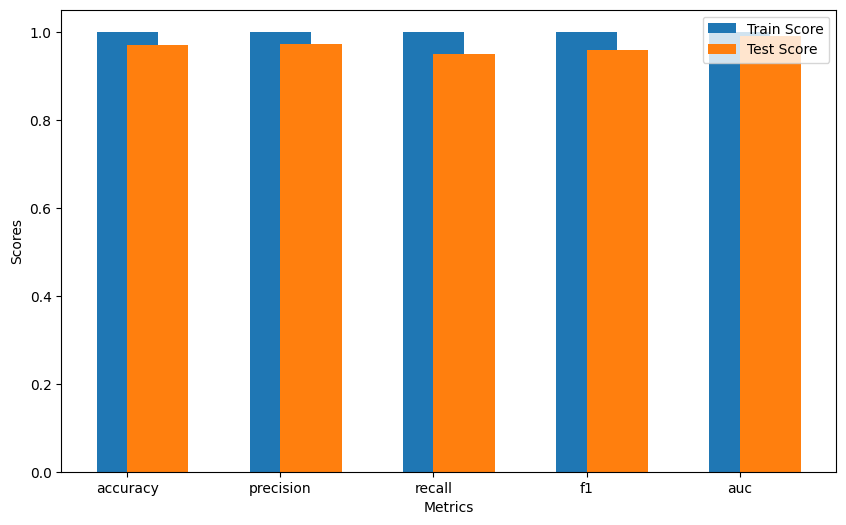 Train Score
Test Score
1.0
0.8
0.6
0.4
0.2
0.0
Scores
accuracy precision recall f1 auc
Metrics